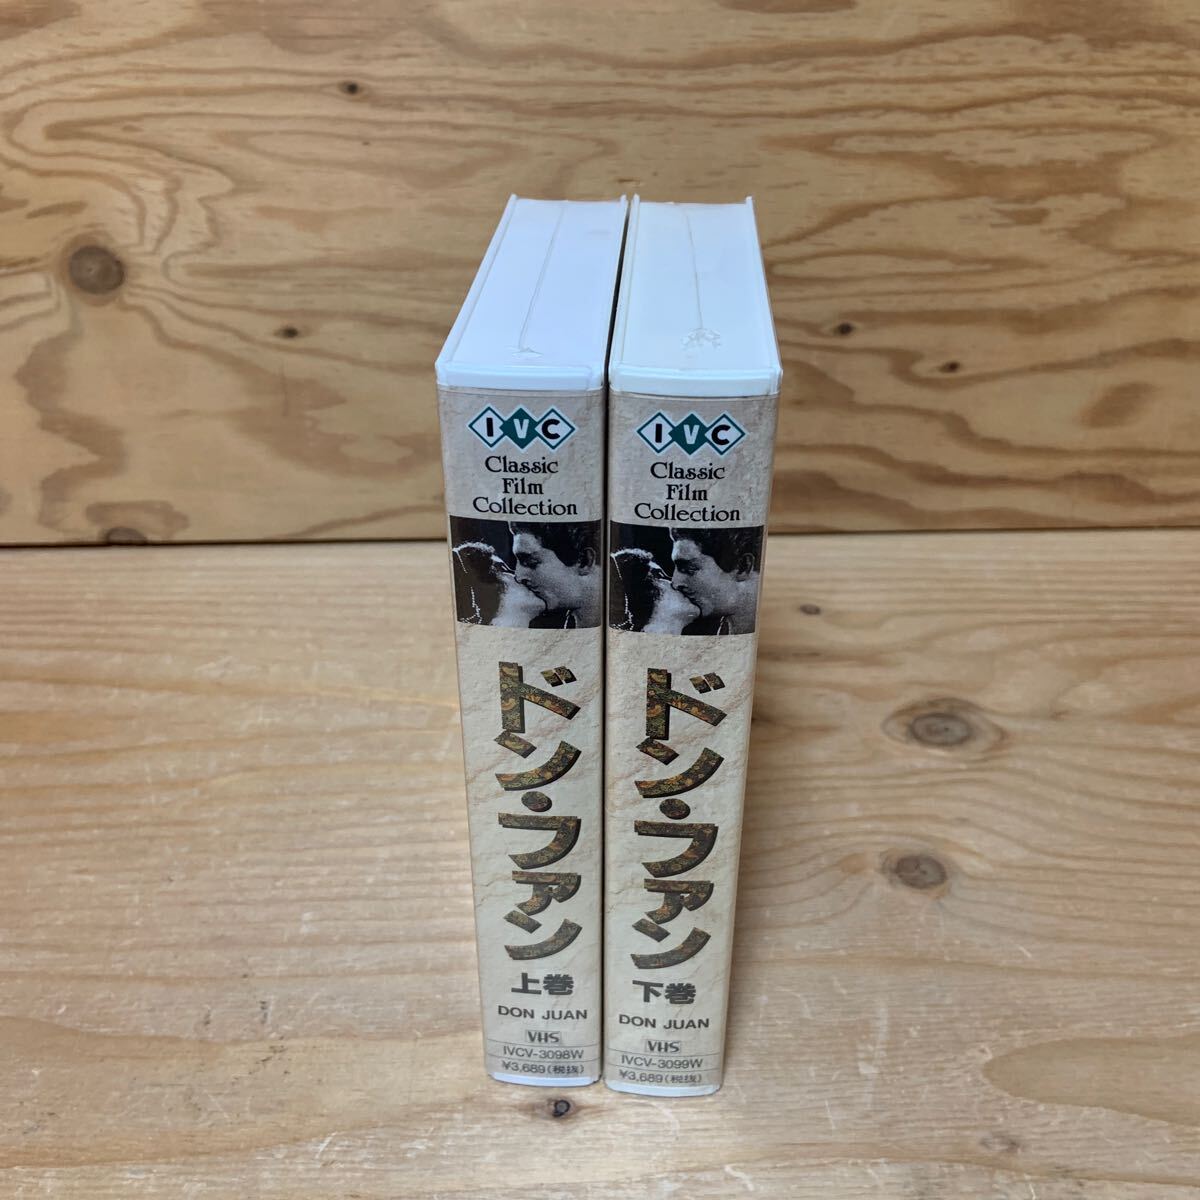 IVC
Classic
Film
Collection
ドン・ファン
上巻
DON JUAN
VHS
IVCV-3098W
¥3,689(税抜)
IVC
Classic
Film
Collection
ドン・ファン
下巻
DON JUAN
VHS
IVCV-3099W
¥3,689(税抜)